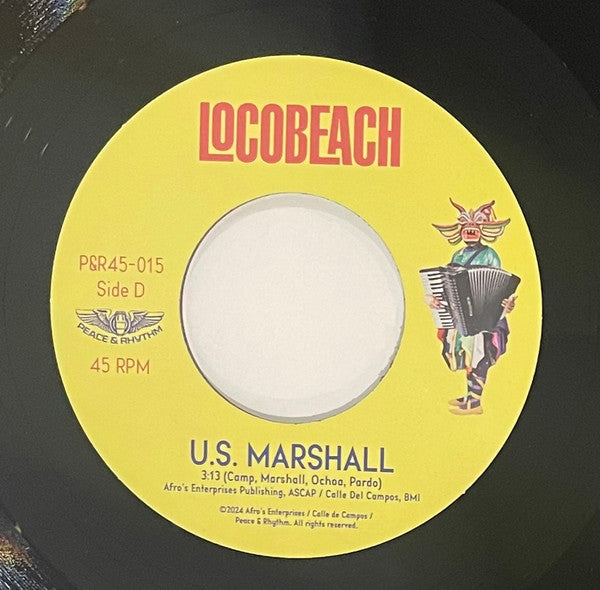 LOCOBEACH
P&R45-015
Side D
PEACE & RHYTHM
45 RPM
U.S. MARSHALL
3:13 (Camp, Marshall, Ochoa, Pardo)
Afro's Enterprises Publishing, ASCAP / Calle Del Campos, BMI
©2024 Afro's Enterprises / Calle de Campos /
Peace & Rhythm. All rights reserved.